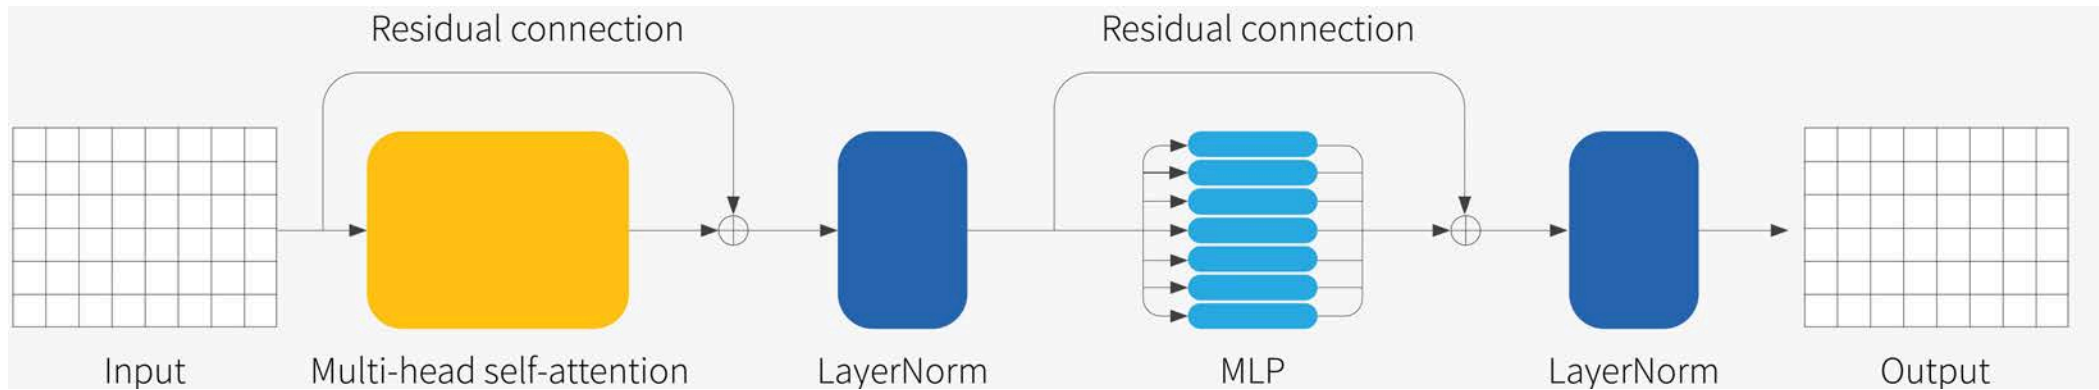 Residual connection
Residual connection
Input
Multi-head self-attention
LayerNorm
MLP
LayerNorm
Output